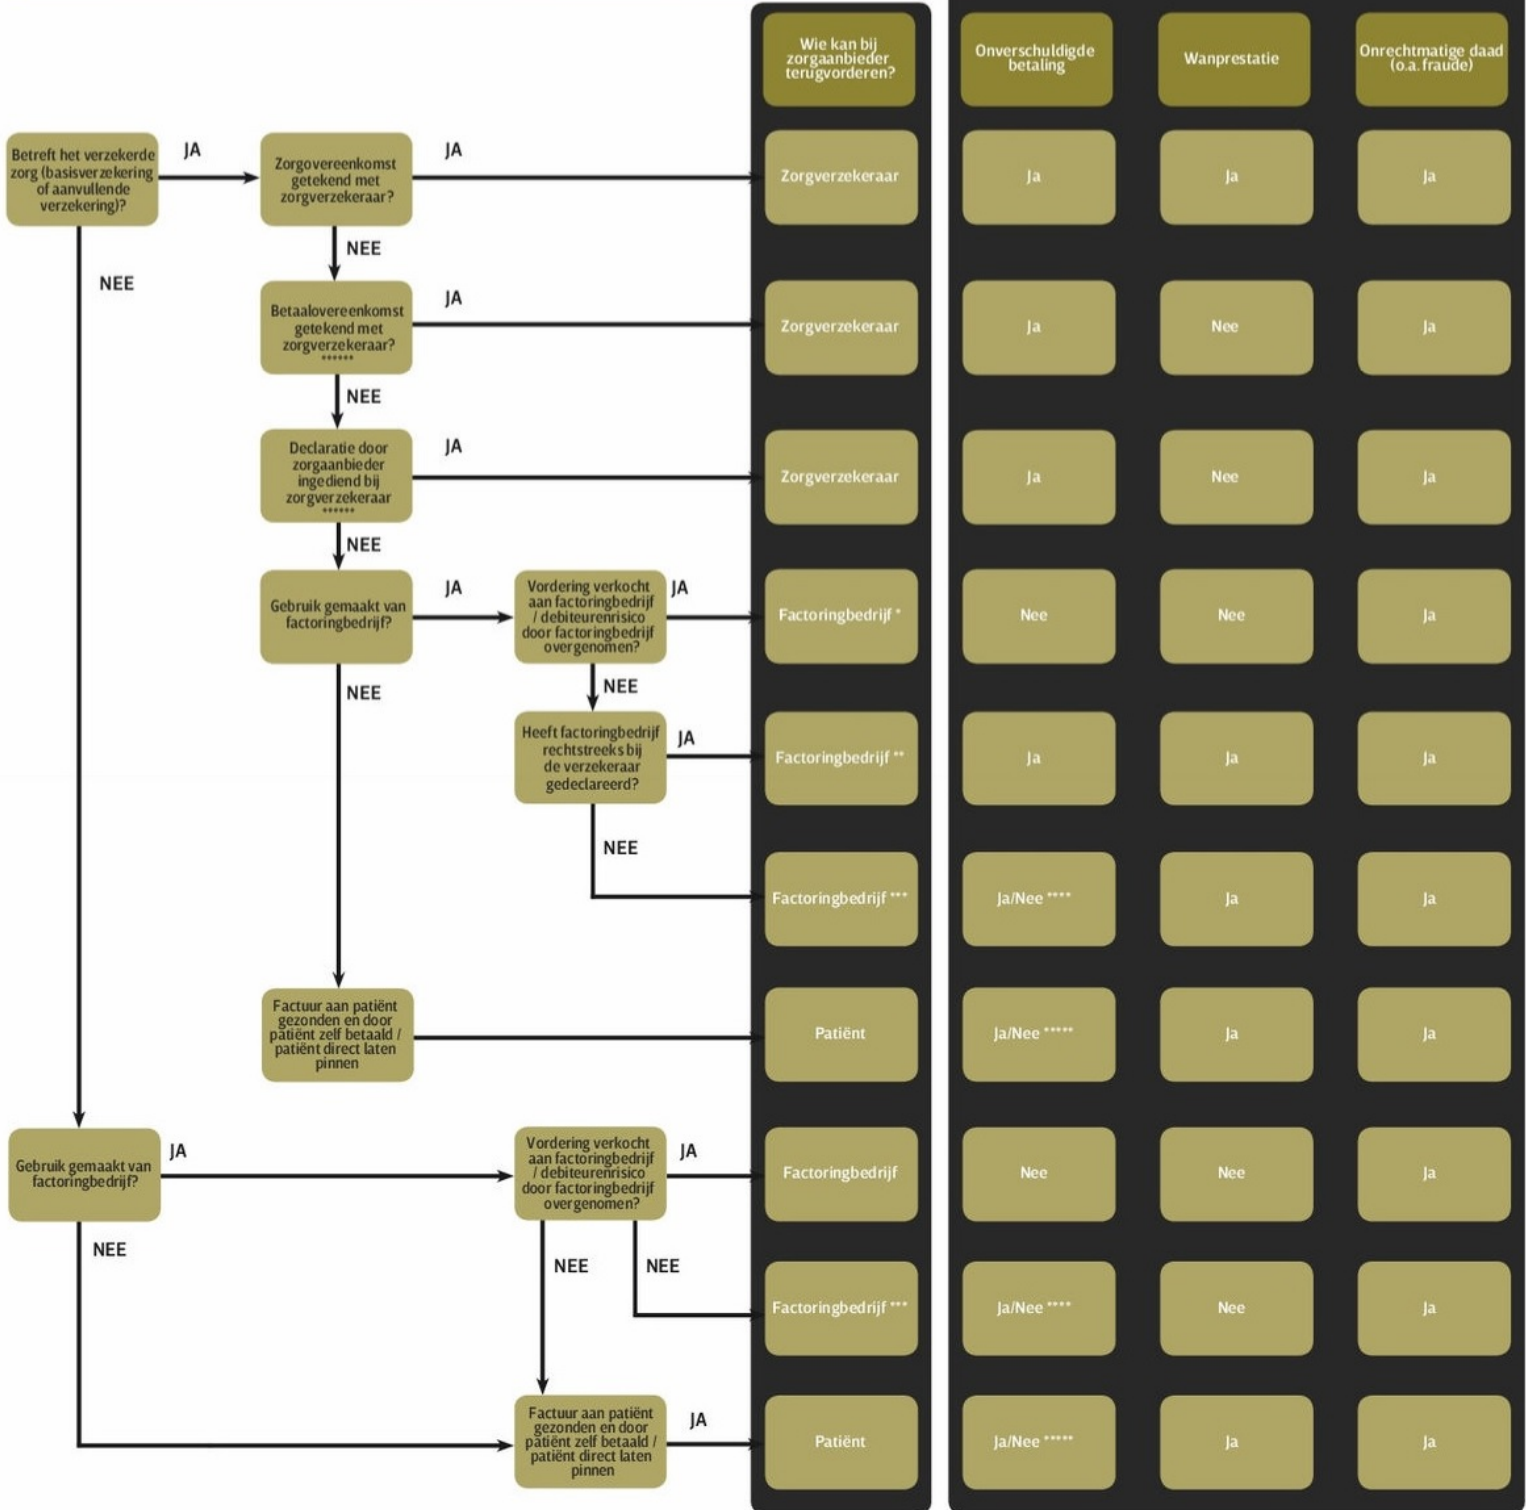 Wie kan bij
zorgaanbieder
terugvorderen?
Onverschuldigde
betaling
Wanprestatie
Onrechtmatige daad
(o.a. fraude)
Betreft het verzekerde
zorg (basisverzekering
of aanvullende
verzekering)?
JA
Zorgovereenkomst
getekend met
zorgverzekeraar?
JA
Zorgverzekeraar
Ja
Ja
Ja
NEE
NEE
Betaalovereenkomst
getekend met
zorgverzekeraar?
******
JA
Zorgverzekeraar
Ja
Nee
Ja
NEE
Declaratie door
zorgaanbieder
ingediend bij
zorgverzekeraar
******
JA
Zorgverzekeraar
Ja
Nee
Ja
NEE
Gebruik gemaakt van
factoringbedrijf?
JA
Vordering verkocht
aan factoringbedrijf
/ debiteurenrisico
door factoringbedrijf
overgenomen?
JA
Factoringbedrijf *
Nee
Nee
Ja
NEE
NEE
Heeft factoringbedrijf
rechtstreeks bij
de verzekeraar
gedeclareerd?
JA
Factoringbedrijf **
Ja
Ja
Ja
NEE
Factoringbedrijf ***
Ja/Nee ****
Ja
Ja
Factuur aan patiënt
gezonden en door
patiënt zelf betaald /
patiënt direct laten
pinnen
Patiënt
Ja/Nee *****
Ja
Ja
Gebruik gemaakt van
factoringbedrijf?
JA
Vordering verkocht
aan factoringbedrijf
/ debiteurenrisico
door factoringbedrijf
overgenomen?
JA
Factoringbedrijf
Nee
Nee
Ja
NEE
NEE
NEE
Factoringbedrijf ***
Ja/Nee ****
Nee
Ja
Factuur aan patiënt
gezonden en door
patiënt zelf betaald /
patiënt direct laten
pinnen
JA
Patiënt
Ja/Nee *****
Ja
Ja